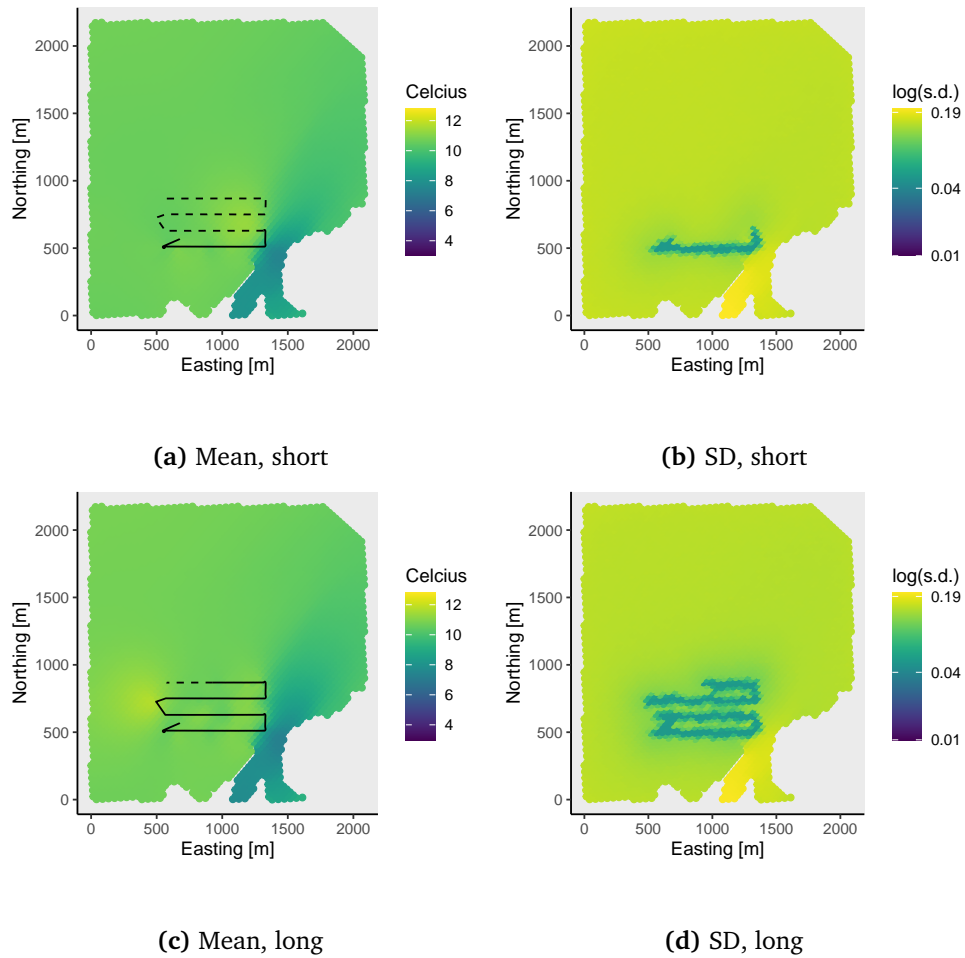 2000
1500
1000
500
0
Northing [m]
0 500 1000 1500 2000
Easting [m]
Celcius
12
10
8
6
4
(a) Mean, short
2000
1500
1000
500
0
Northing [m]
0 500 1000 1500 2000
Easting [m]
log(s.d.)
0.19
0.04
0.01
(b) SD, short
2000
1500
1000
500
0
Northing [m]
0 500 1000 1500 2000
Easting [m]
Celcius
12
10
8
6
4
(c) Mean, long
2000
1500
1000
500
0
Northing [m]
0 500 1000 1500 2000
Easting [m]
log(s.d.)
0.19
0.04
0.01
(d) SD, long